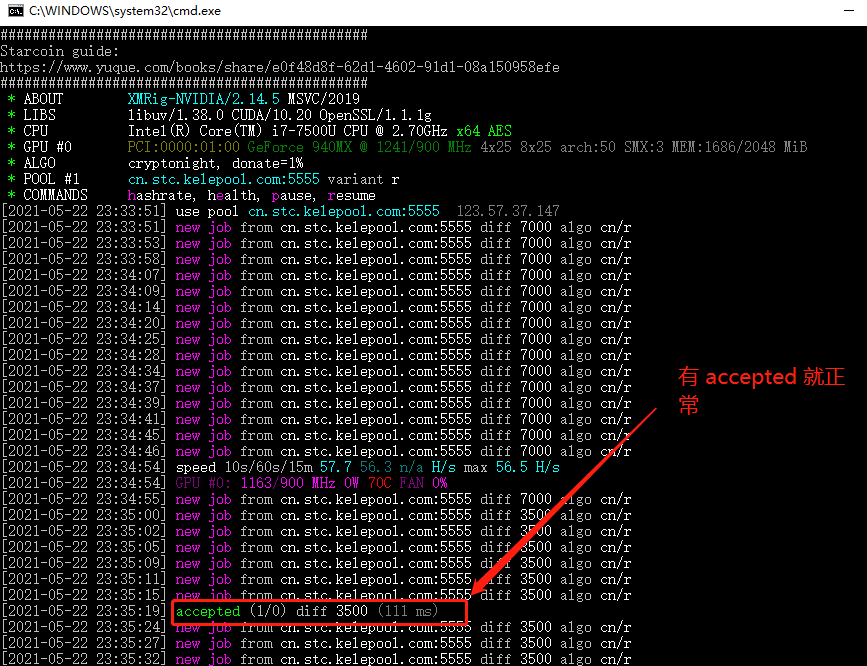 C:\WINDOWS\system32\cmd.exe
##############################################
Starcoin guide:
https://www.yuque.com/books/share/e0f48d8f-62d1-4602-91d1-08a150958efe
##############################################
* ABOUT XMRig-NVIDIA/2.14.5 MSVC/2019
* LIBS libuv/1.38.0 CUDA/10.20 OpenSSL/1.1.1g
* CPU Intel(R) Core(TM) i7-7500U CPU @ 2.70GHz x64 AES
* GPU #0 PCI:0000:01:00 GeForce 940MX @ 1241/900 MHz 4x25 8x25 arch:50 SMX:3 MEM:1686/2048 MiB
* ALGO cryptonight, donate=1%
* POOL #1 cn.stc.kelepool.com:5555 variant r
* COMMANDS hashrate, health, pause, resume
[2021-05-22 23:33:51] use pool cn.stc.kelepool.com:5555 123.57.37.147
[2021-05-22 23:33:51] new job from cn.stc.kelepool.com:5555 diff 7000 algo cn/r
[2021-05-22 23:33:53] new job from cn.stc.kelepool.com:5555 diff 7000 algo cn/r
[2021-05-22 23:33:58] new job from cn.stc.kelepool.com:5555 diff 7000 algo cn/r
[2021-05-22 23:34:07] new job from cn.stc.kelepool.com:5555 diff 7000 algo cn/r
[2021-05-22 23:34:09] new job from cn.stc.kelepool.com:5555 diff 7000 algo cn/r
[2021-05-22 23:34:14] new job from cn.stc.kelepool.com:5555 diff 7000 algo cn/r
[2021-05-22 23:34:20] new job from cn.stc.kelepool.com:5555 diff 7000 algo cn/r
[2021-05-22 23:34:25] new job from cn.stc.kelepool.com:5555 diff 7000 algo cn/r
[2021-05-22 23:34:28] new job from cn.stc.kelepool.com:5555 diff 7000 algo cn/r
[2021-05-22 23:34:34] new job from cn.stc.kelepool.com:5555 diff 7000 algo cn/r
[2021-05-22 23:34:37] new job from cn.stc.kelepool.com:5555 diff 7000 algo cn/r
[2021-05-22 23:34:39] new job from cn.stc.kelepool.com:5555 diff 7000 algo cn/r
[2021-05-22 23:34:41] new job from cn.stc.kelepool.com:5555 diff 7000 algo cn/r
[2021-05-22 23:34:45] new job from cn.stc.kelepool.com:5555 diff 7000 algo cn/r
[2021-05-22 23:34:46] new job from cn.stc.kelepool.com:5555 diff 7000 algo cn/r
[2021-05-22 23:34:54] speed 10s/60s/15m 57.7 56.3 n/a H/s max 56.5 H/s
[2021-05-22 23:34:54] GPU #0: 1163/900 MHz 0W 70C FAN 0%
[2021-05-22 23:34:55] new job from cn.stc.kelepool.com:5555 diff 7000 algo cn/r
[2021-05-22 23:35:00] new job from cn.stc.kelepool.com:5555 diff 3500 algo cn/r
[2021-05-22 23:35:02] new job from cn.stc.kelepool.com:5555 diff 3500 algo cn/r
[2021-05-22 23:35:05] new job from cn.stc.kelepool.com:5555 diff 3500 algo cn/r
[2021-05-22 23:35:09] new job from cn.stc.kelepool.com:5555 diff 3500 algo cn/r
[2021-05-22 23:35:11] new job from cn.stc.kelepool.com:5555 diff 3500 algo cn/r
[2021-05-22 23:35:15] new job from cn.stc.kelepool.com:5555 diff 3500 algo cn/r
[2021-05-22 23:35:19] accepted (1/0) diff 3500 (111 ms)
[2021-05-22 23:35:24] new job from cn.stc.kelepool.com:5555 diff 3500 algo cn/r
[2021-05-22 23:35:27] new job from cn.stc.kelepool.com:5555 diff 3500 algo cn/r
[2021-05-22 23:35:32] new job from cn.stc.kelepool.com:5555 diff 3500 algo cn/r
有 accepted 就正
常